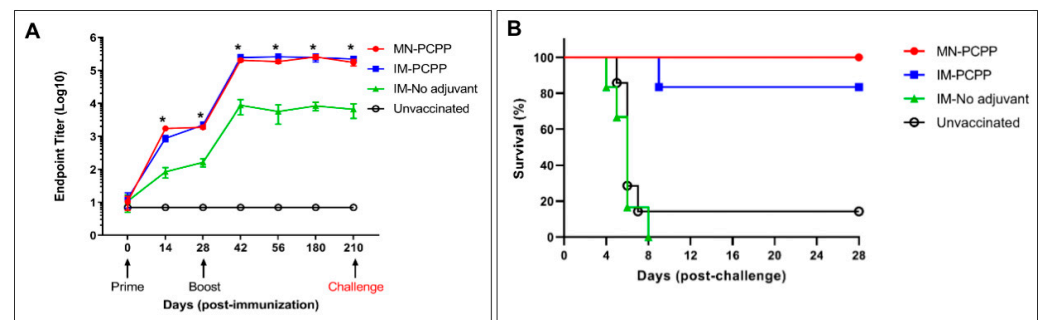 A
Endpoint Titer (Log10)
6
5
4
3
2
1
0
* * * * * *
0 14 28 42 56 180 210
Prime Boost Challenge
Days (post-immunization)
MN-PCPP
IM-PCPP
IM-No adjuvant
Unvaccinated
B
Survival (%)
100
80
60
40
20
0
0 4 8 12 16 20 24 28
Days (post-challenge)
MN-PCPP
IM-PCPP
IM-No adjuvant
Unvaccinated